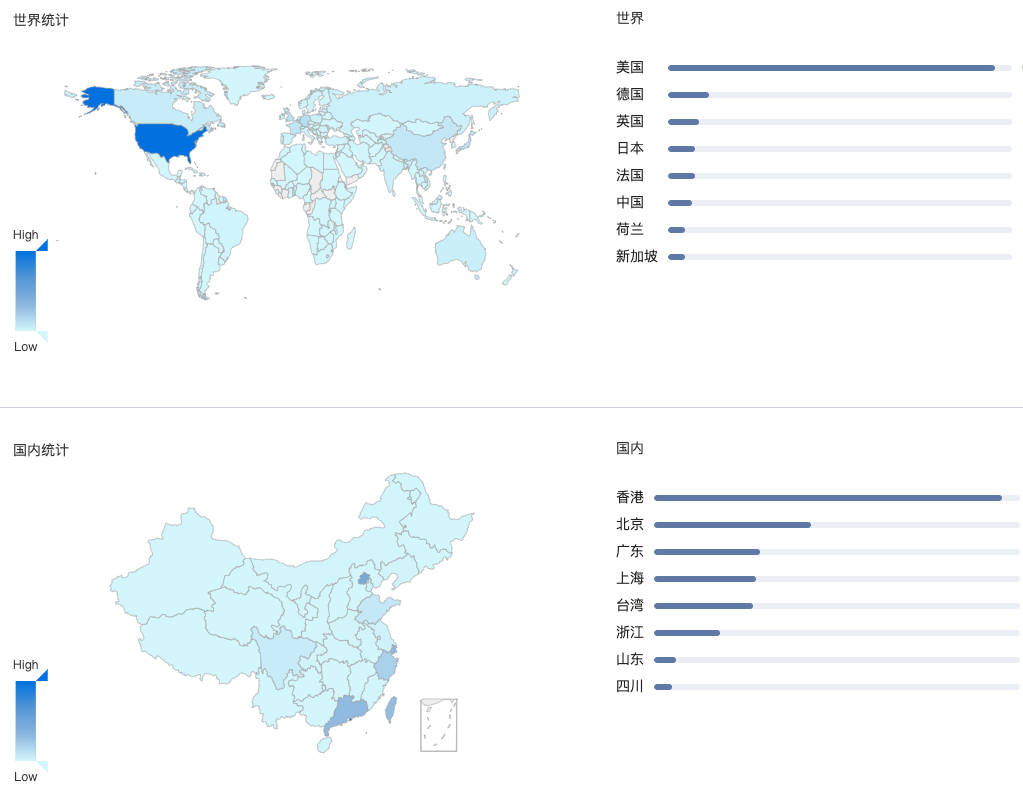 世界统计
世界
美国
德国
英国
日本
法国
中国
荷兰
新加坡
High
Low
国内统计
国内
香港
北京
广东
上海
台湾
浙江
山东
四川
High
Low